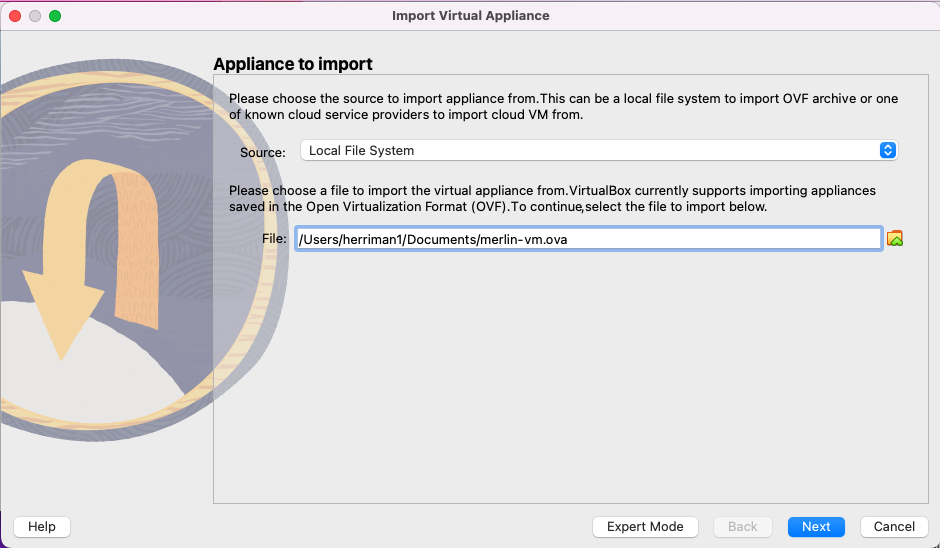 Import Virtual Appliance
Appliance to import
Please choose the source to import appliance from.This can be a local file system to import OVF archive or one
of known cloud service providers to import cloud VM from.
Source: Local File System
Please choose a file to import the virtual appliance from.VirtualBox currently supports importing appliances
saved in the Open Virtualization Format (OVF).To continue,select the file to import below.
File: /Users/herriman1/Documents/merlin-vm.ova
Help Expert Mode Back Next Cancel